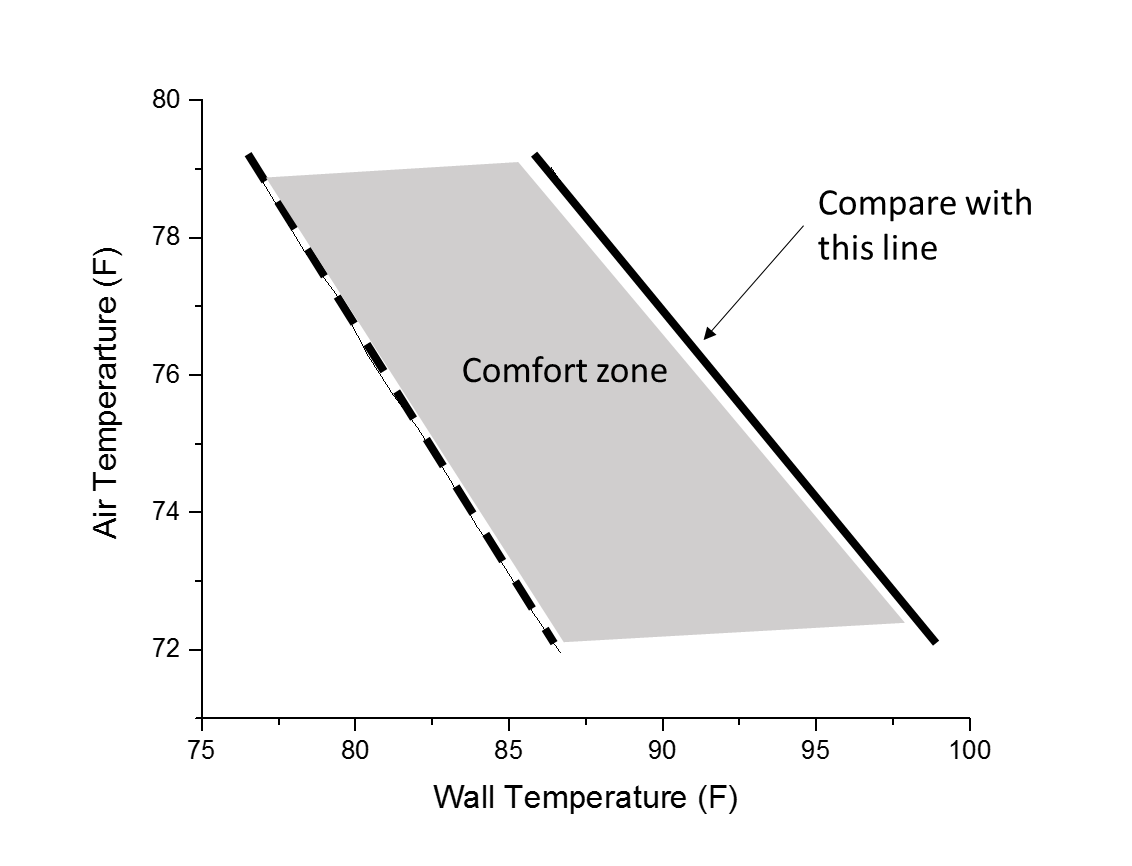 80
78
76
74
72
Air Temperarture (F)
Compare with
this line
Comfort zone
75 80 85 90 95 100
Wall Temperature (F)